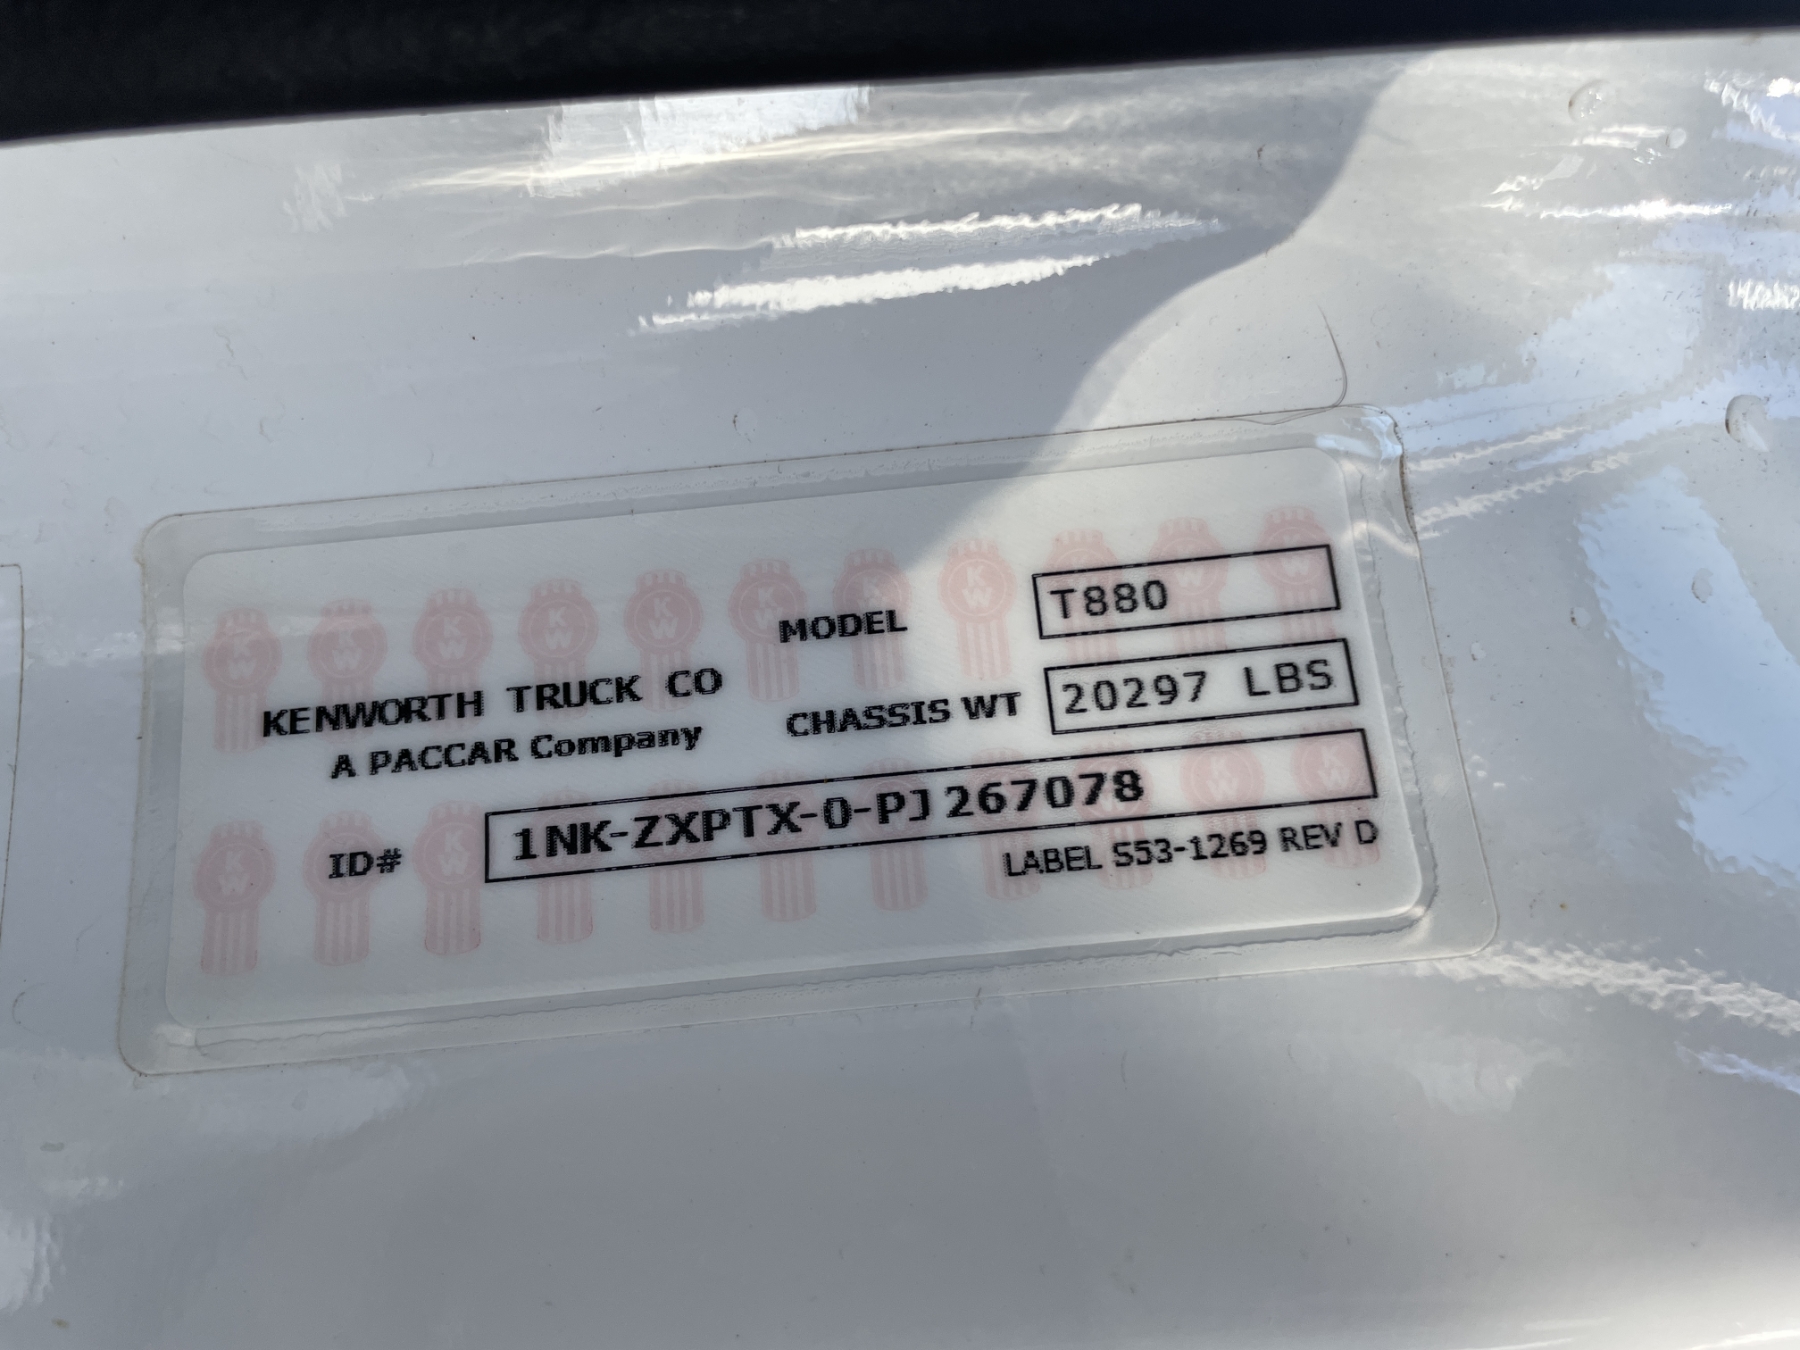 MODEL T880
KENWORTH TRUCK CO
A PACCAR Company
CHASSIS WT 20297 LBS
ID# 1NK-ZXPTX-0-PJ267078
LABEL S53-1269 REV D